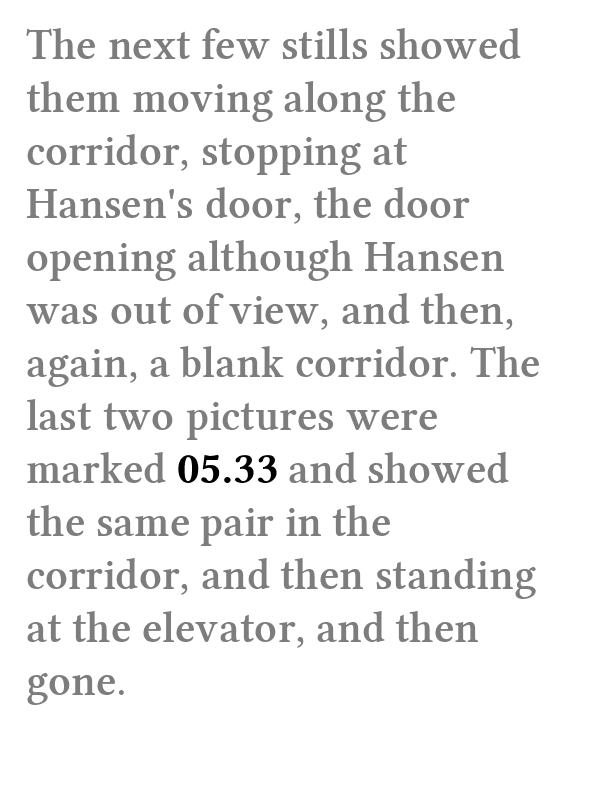 The next few stills showed
them moving along the
corridor, stopping at
Hansen's door, the door
opening although Hansen
was out of view, and then,
again, a blank corridor. The
last two pictures were
marked 05.33 and showed
the same pair in the
corridor, and then standing
at the elevator, and then
gone.